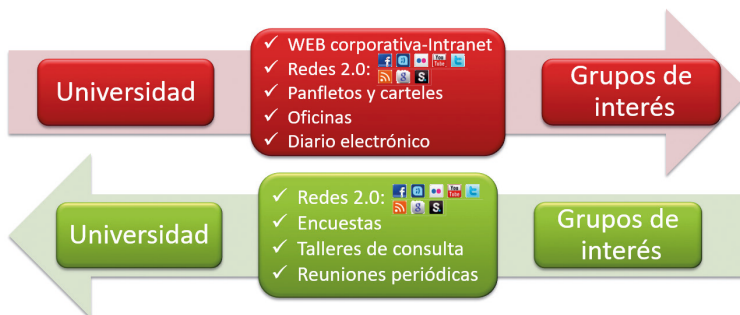 Universidad
✓ WEB corporativa-Intranet
✓ Redes 2.0:
✓ Panfletos y carteles
✓ Oficinas
✓ Diario electrónico
Grupos de
interés
Universidad
✓ Redes 2.0:
✓ Encuestas
✓ Talleres de consulta
✓ Reuniones periódicas
Grupos de
interés